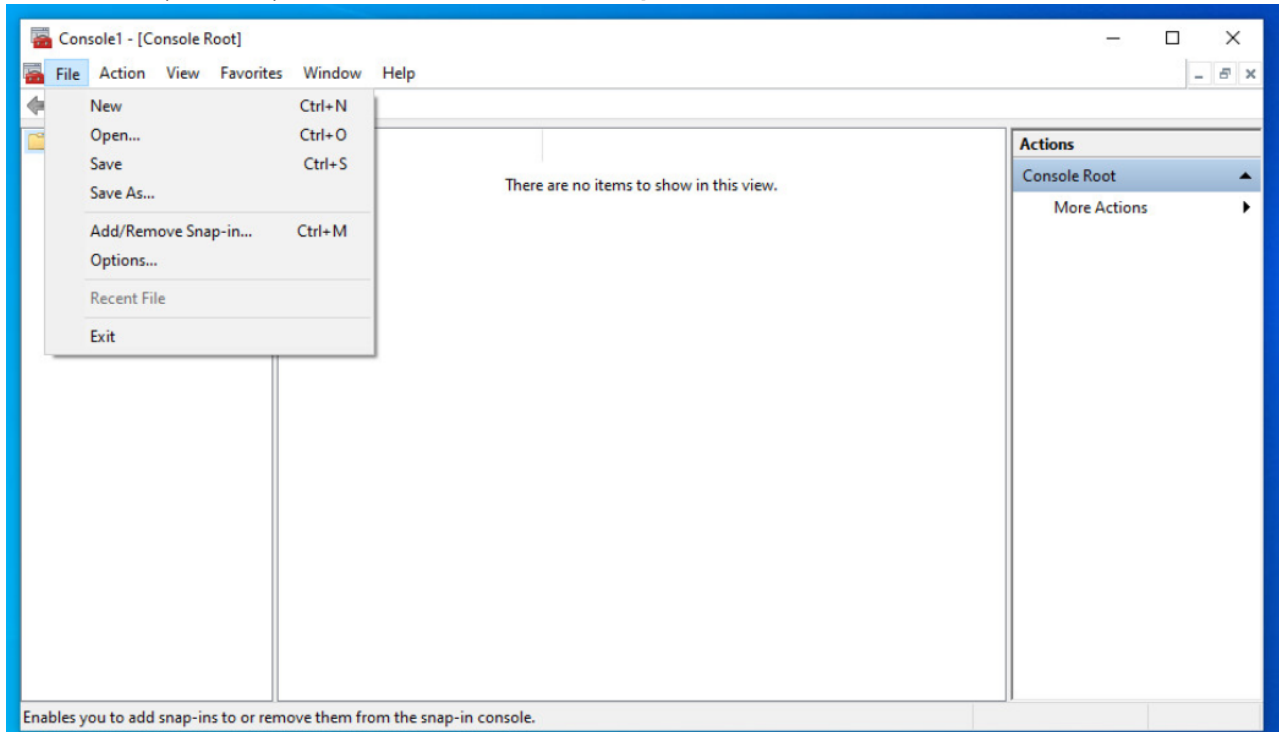 Console1 - [Console Root]
File Action View Favorites Window Help
New Ctrl+N
Open... Ctrl+O
Save Ctrl+S
Save As...
Add/Remove Snap-in... Ctrl+M
Options...
Recent File
Exit
There are no items to show in this view.
Actions
Console Root
More Actions
Enables you to add snap-ins to or remove them from the snap-in console.